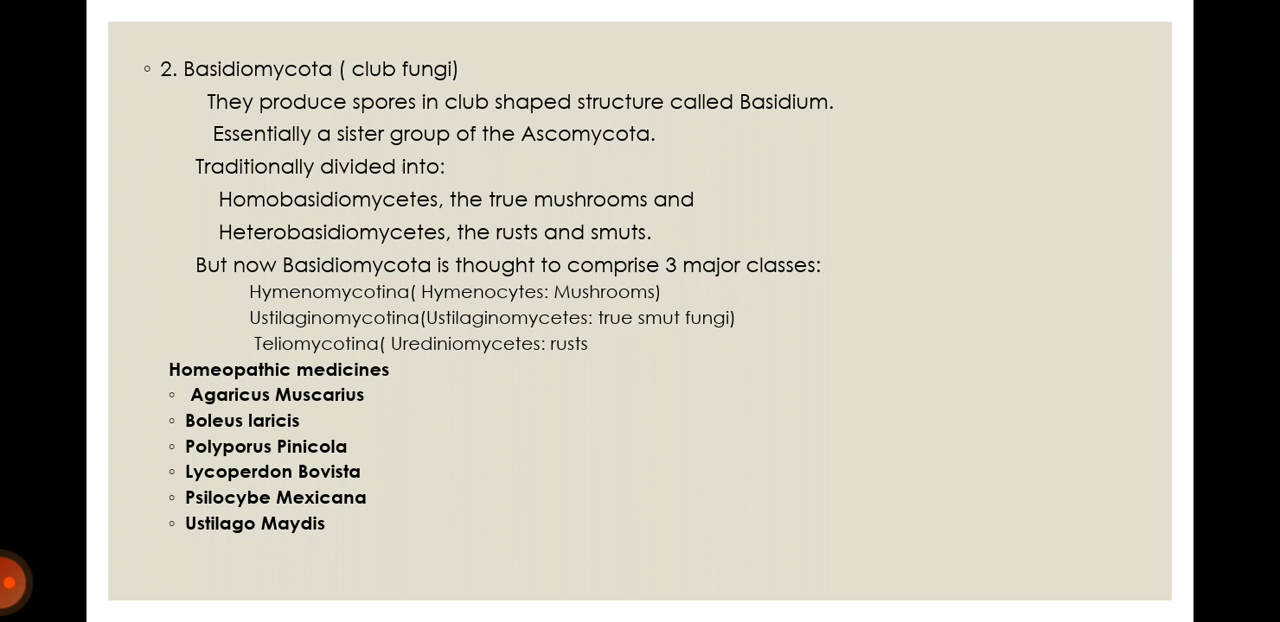 ◦ 2. Basidiomycota ( club fungi)
They produce spores in club shaped structure called Basidium.
Essentially a sister group of the Ascomycota.
Traditionally divided into:
Homobasidiomycetes, the true mushrooms and
Heterobasidiomycetes, the rusts and smuts.
But now Basidiomycota is thought to comprise 3 major classes:
Hymenomycotina( Hymenocytes: Mushrooms)
Ustilaginomycotina(Ustilaginomycetes: true smut fungi)
Teliomycotina( Urediniomycetes: rusts
Homeopathic medicines
◦ Agaricus Muscarius
◦ Boleus laricis
◦ Polyporus Pinicola
◦ Lycoperdon Bovista
◦ Psilocybe Mexicana
◦ Ustilago Maydis